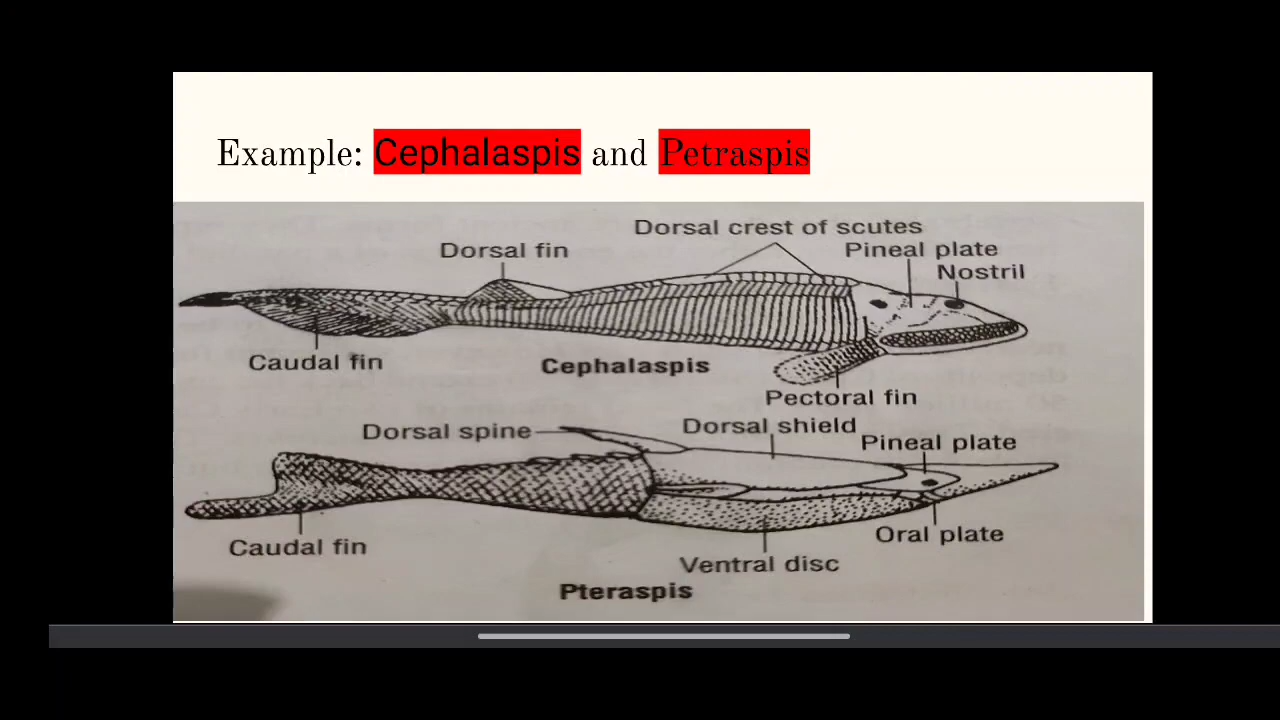 Example: Cephalaspis and Petraspis
Dorsal crest of scutes
Dorsal fin
Pineal plate
Nostril
Caudal fin
Cephalaspis
Pectoral fin
Dorsal spine
Dorsal shield
Pineal plate
Oral plate
Caudal fin
Ventral disc
Pteraspis